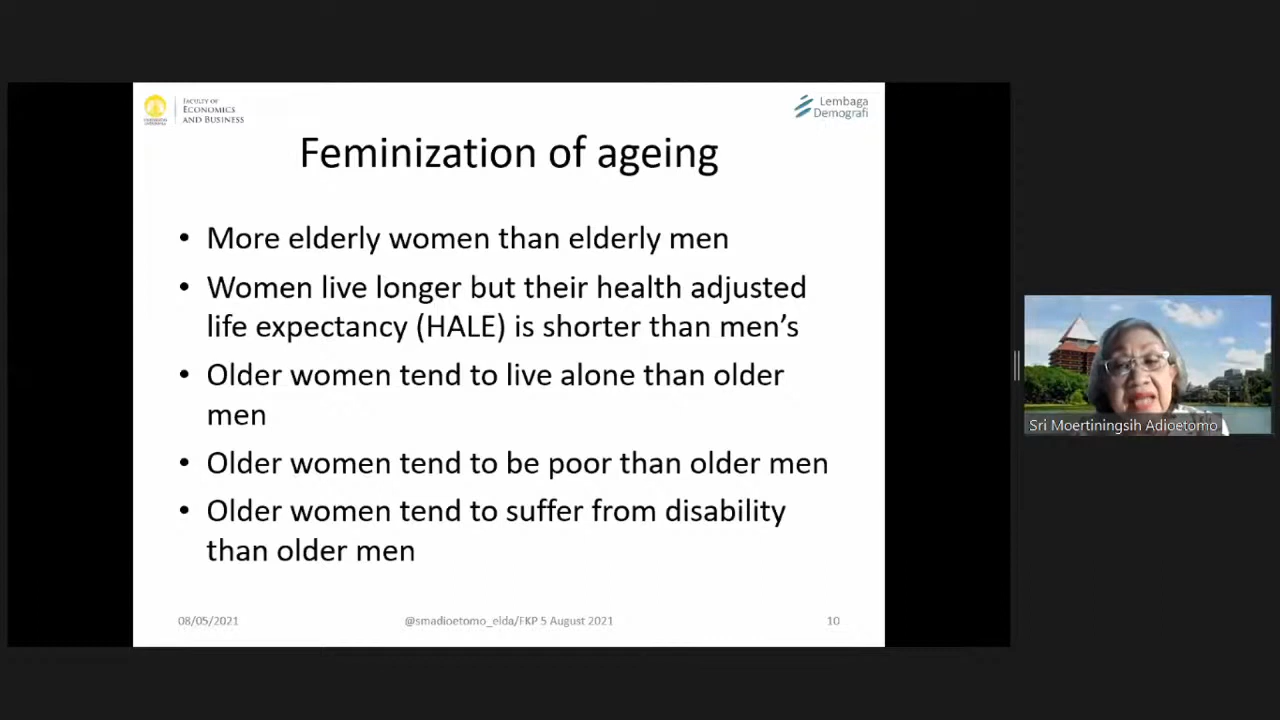 FACULTY OF
ECONOMICS
AND BUSINESS
Lembaga
Demografi
Feminization of ageing
• More elderly women than elderly men
• Women live longer but their health adjusted
life expectancy (HALE) is shorter than men's
• Older women tend to live alone than older
men
• Older women tend to be poor than older men
• Older women tend to suffer from disability
than older men
08/05/2021
@smadioetomo_elda/FKP 5 August 2021
10
Sri Moertiningsih Adioetomo